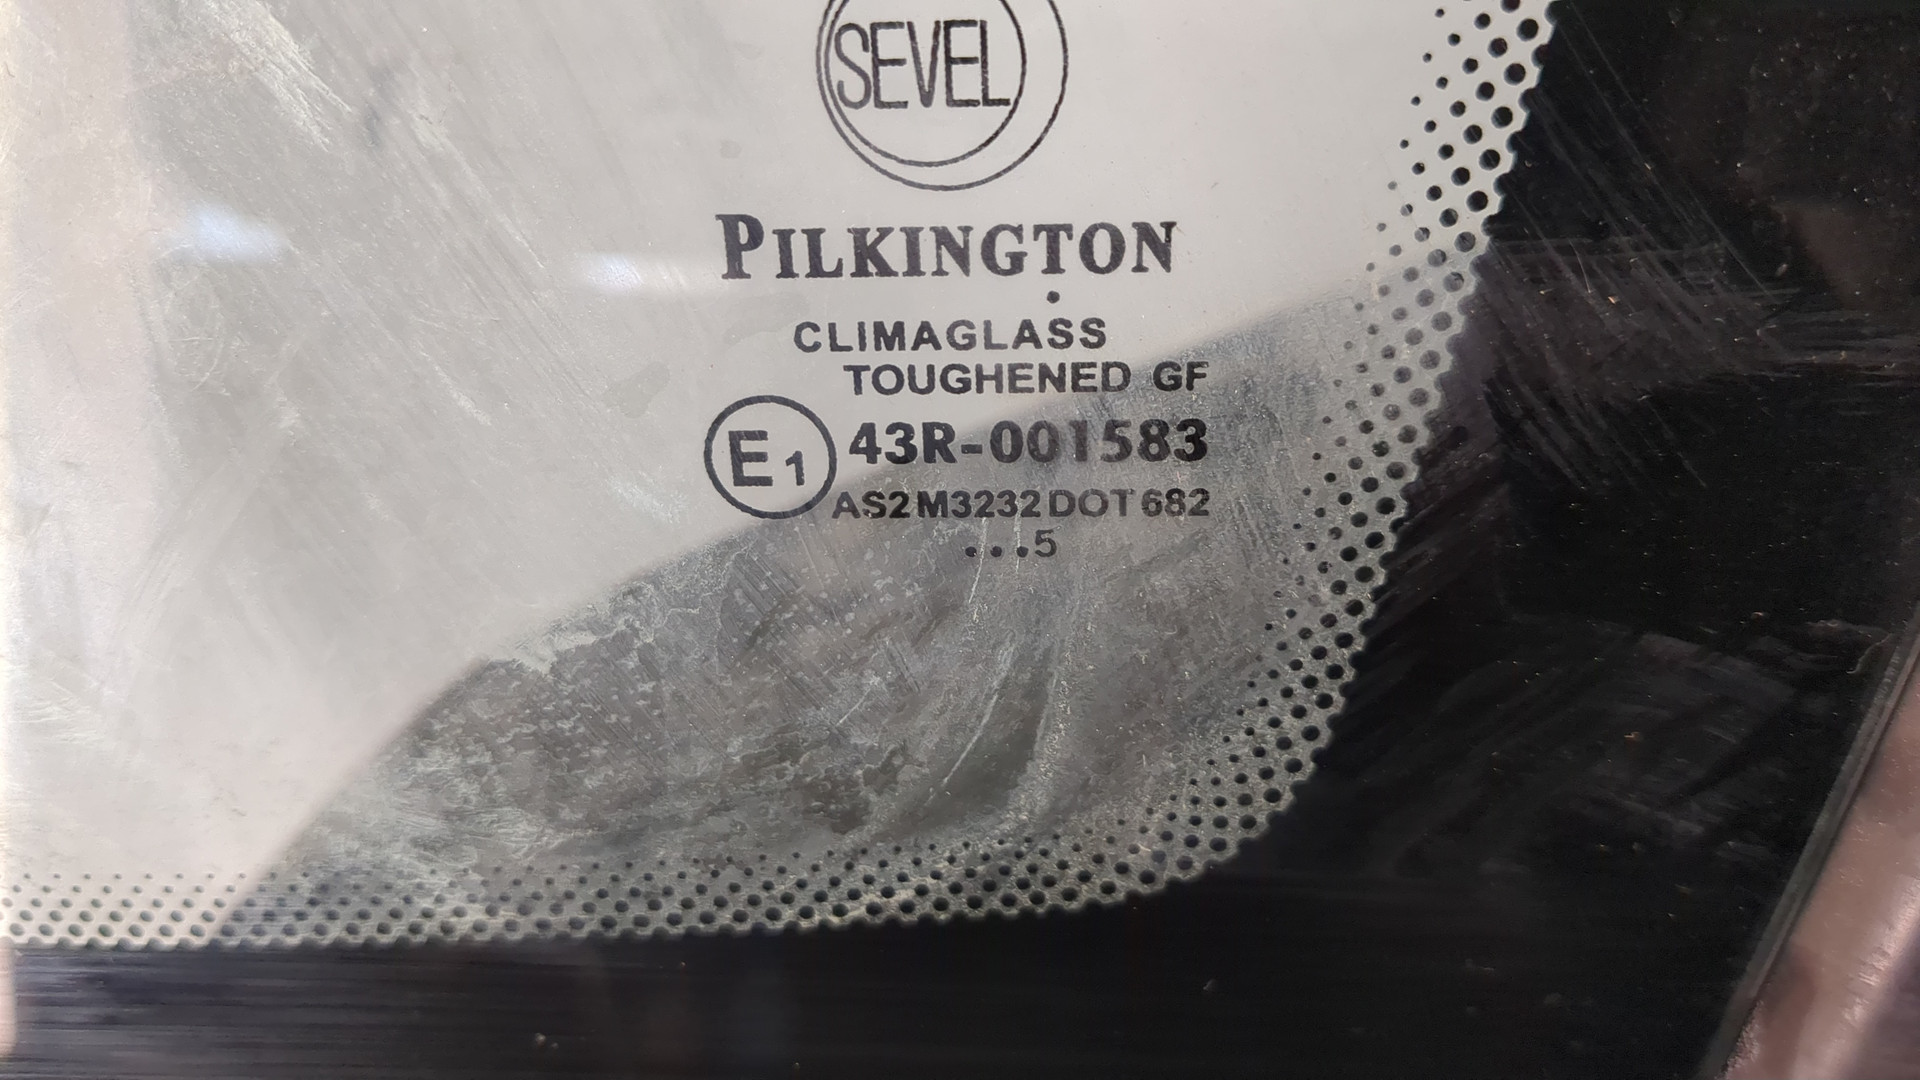 SEVEL
PILKINGTON
CLIMAGLASS
TOUGHENED GF
E1 43R-001583
AS2 M3232 DOT 682
...5